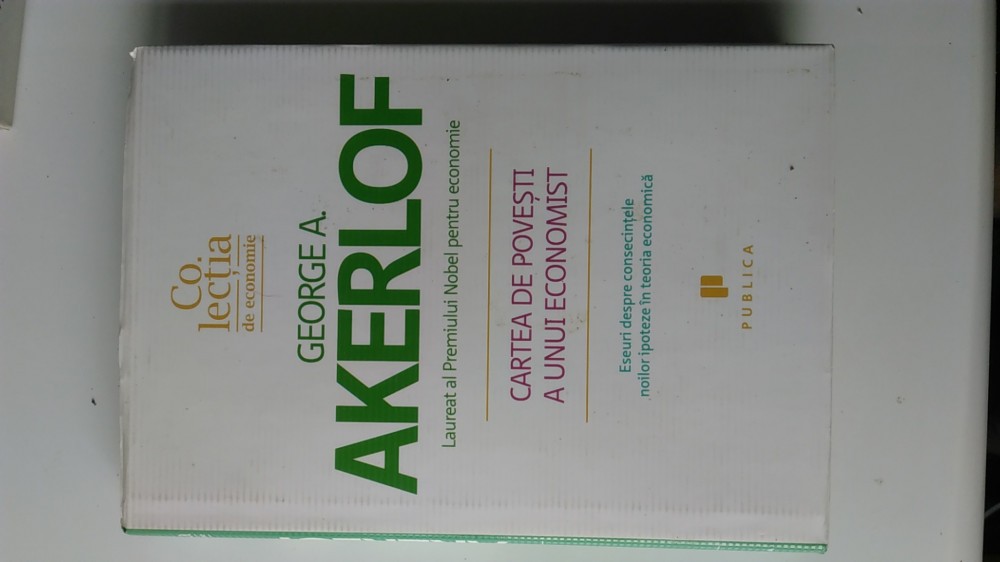 Co.
lecția
de economie
GEORGE A.
AKERLOF
Laureat al Premiului Nobel pentru economie
CARTEA DE POVEȘTI
A UNUI ECONOMIST
Eseuri despre consecințele
noilor ipoteze în teoria economică
PUBLICA